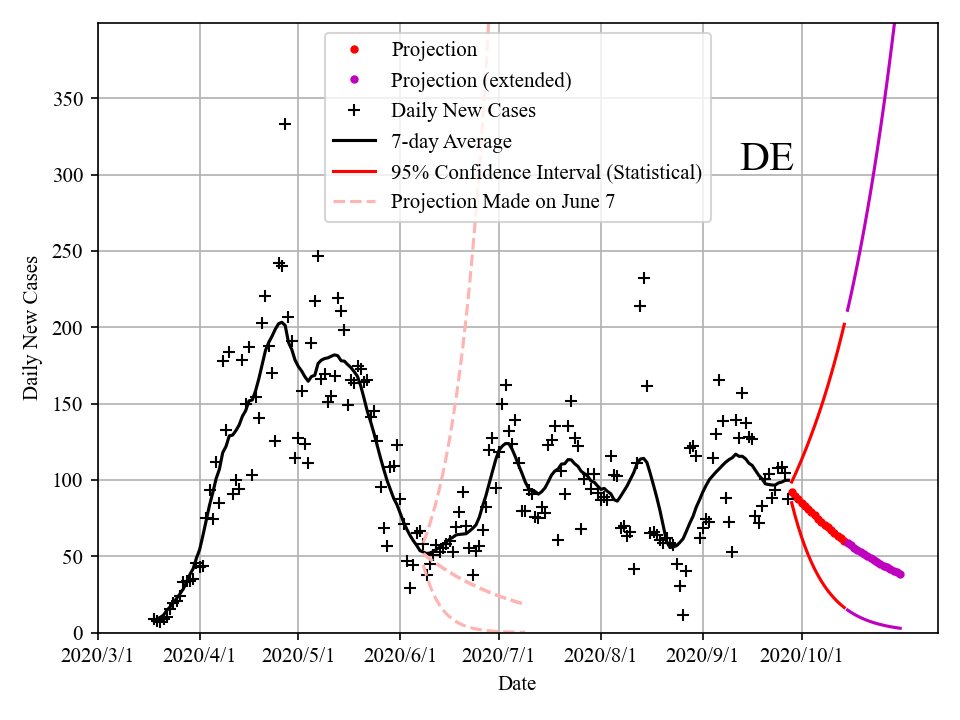 Projection
Projection (extended)
Daily New Cases
7-day Average
95% Confidence Interval (Statistical)
Projection Made on June 7
DE
Daily New Cases
350
300
250
200
150
100
50
0
2020/3/1 2020/4/1 2020/5/1 2020/6/1 2020/7/1 2020/8/1 2020/9/1 2020/10/1
Date